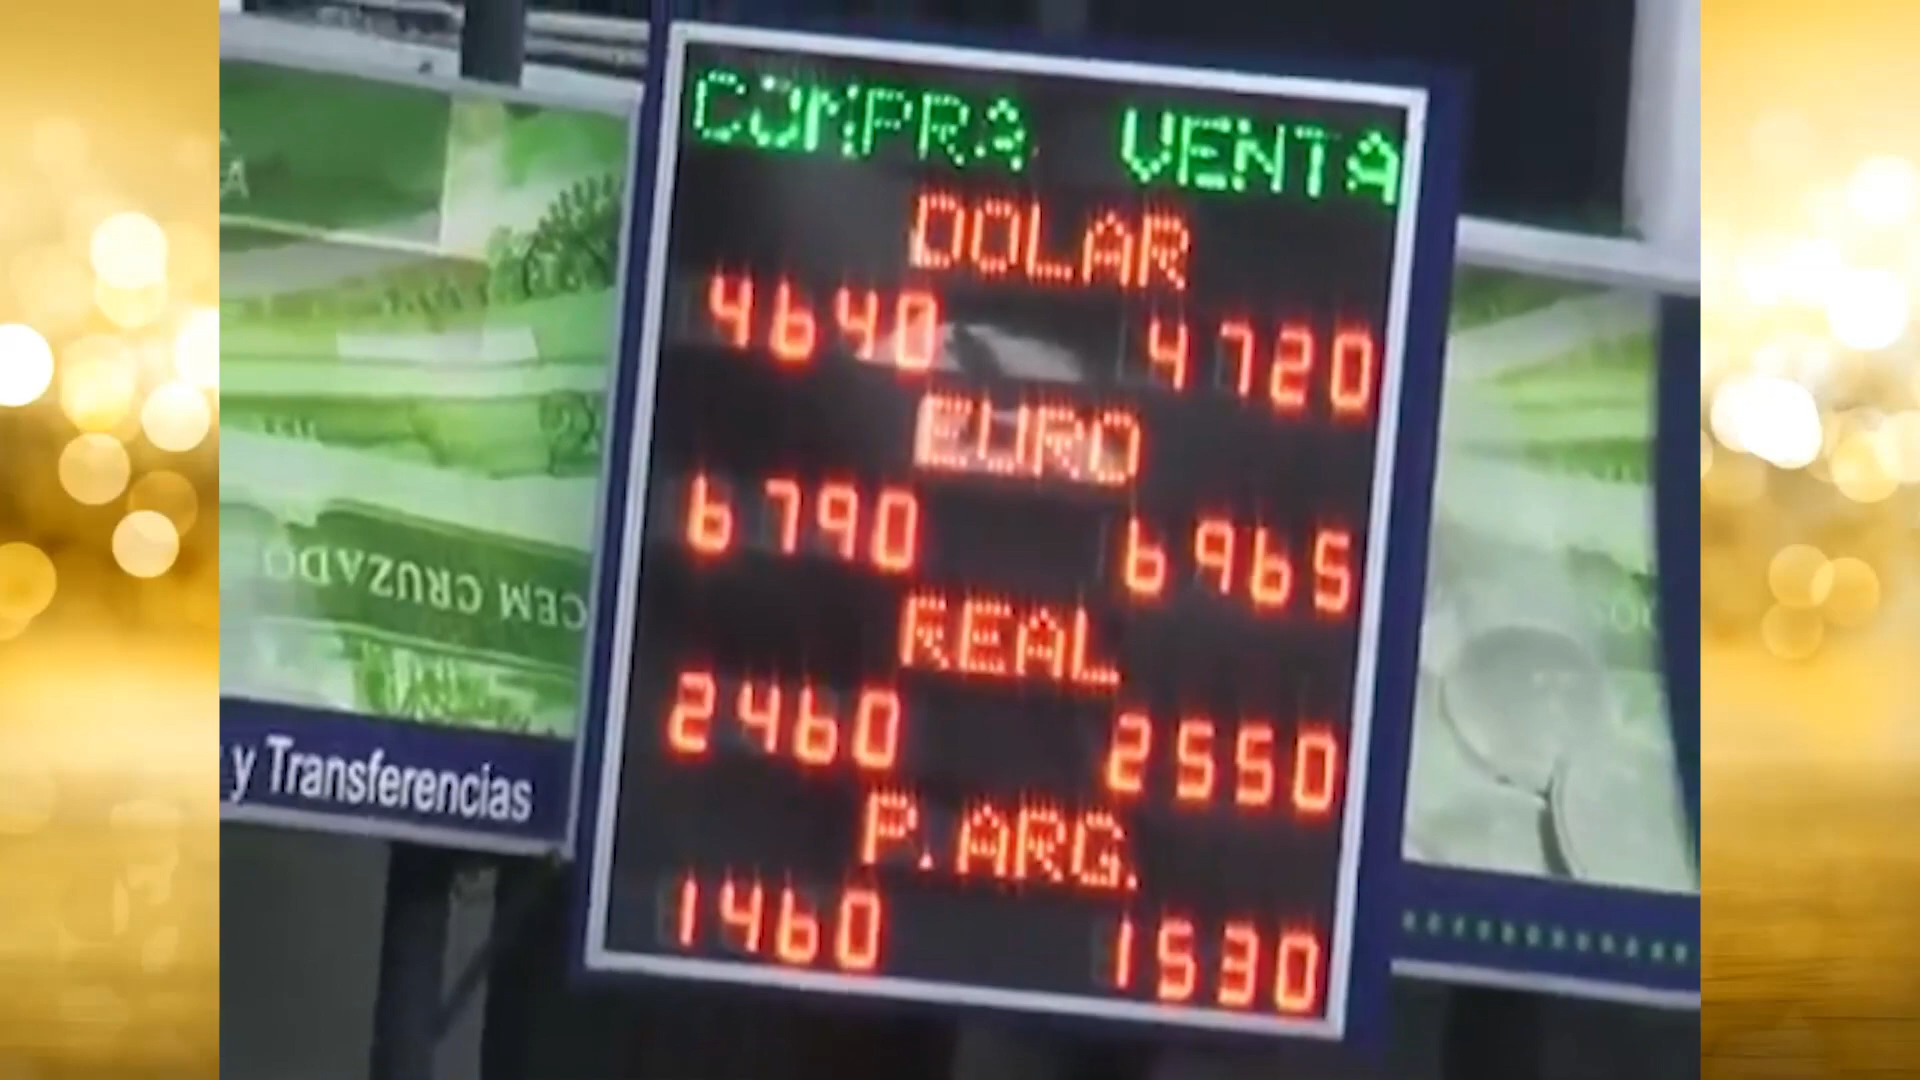 COMPRA VENTA
DOLAR
4640 4720
EURO
6790 6965
REAL
2460 2550
P.ARG.
1460 1530
CEM CRUZADO
y Transferencias